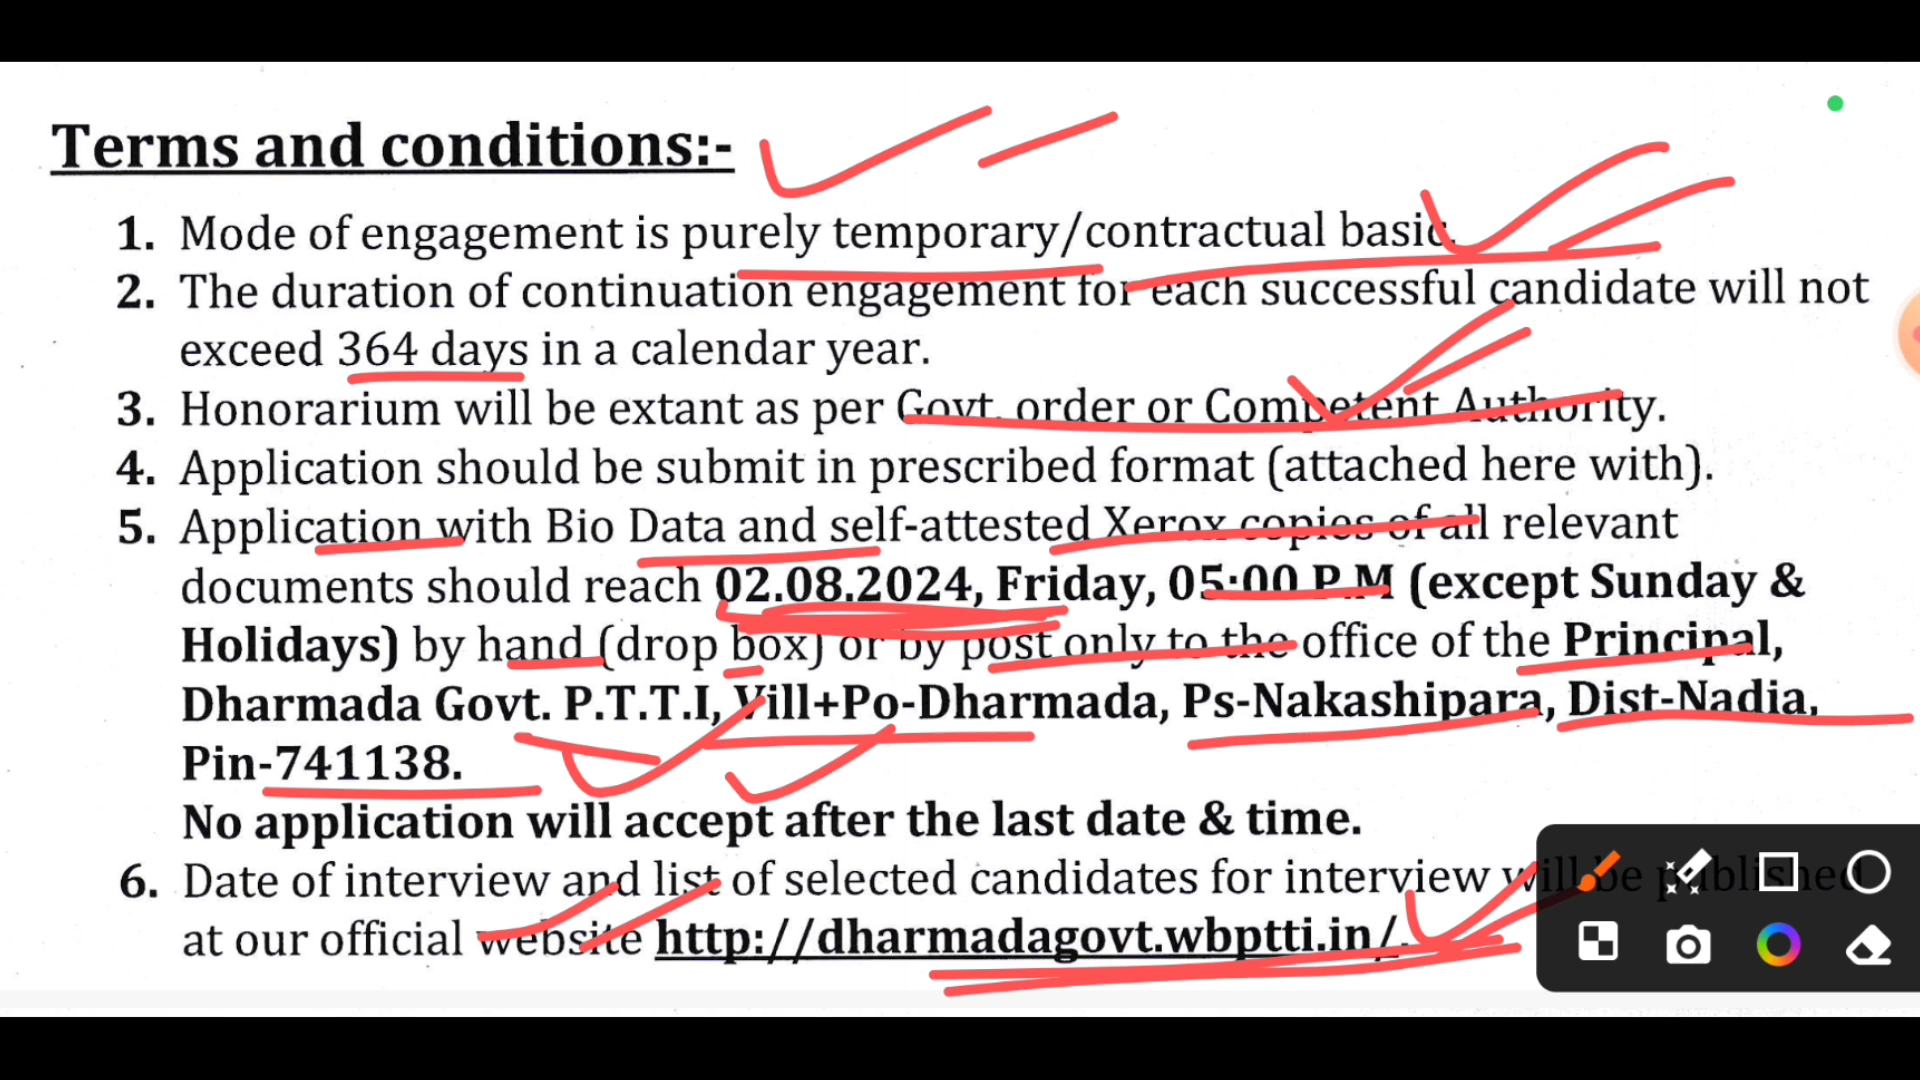 Terms and conditions:-
1. Mode of engagement is purely temporary/contractual basic.
2. The duration of continuation engagement for each successful candidate will not
exceed 364 days in a calendar year.
3. Honorarium will be extant as per Govt. order or Competent Authority.
4. Application should be submit in prescribed format (attached here with).
5. Application with Bio Data and self-attested Xerox copies of all relevant
documents should reach 02.08.2024, Friday, 05:00 P.M (except Sunday &
Holidays) by hand (drop box) or by post only to the office of the Principal,
Dharmada Govt. P.T.T.I, Vill+Po-Dharmada, Ps-Nakashipara, Dist-Nadia,
Pin-741138.
No application will accept after the last date & time.
6. Date of interview and list of selected candidates for interview will be published
at our official website http://dharmadagovt.wbptti.in/.